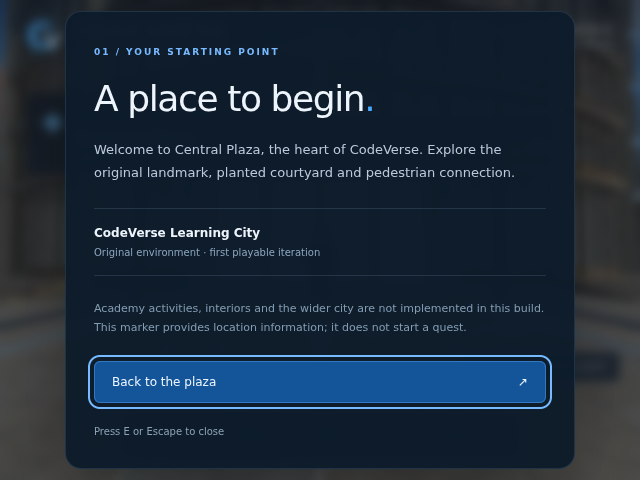 01 / YOUR STARTING POINT
A place to begin.
Welcome to Central Plaza, the heart of CodeVerse. Explore the
original landmark, planted courtyard and pedestrian connection.
CodeVerse Learning City
Original environment · first playable iteration
Academy activities, interiors and the wider city are not implemented in this build.
This marker provides location information; it does not start a quest.
Back to the plaza ↗
Press E or Escape to close